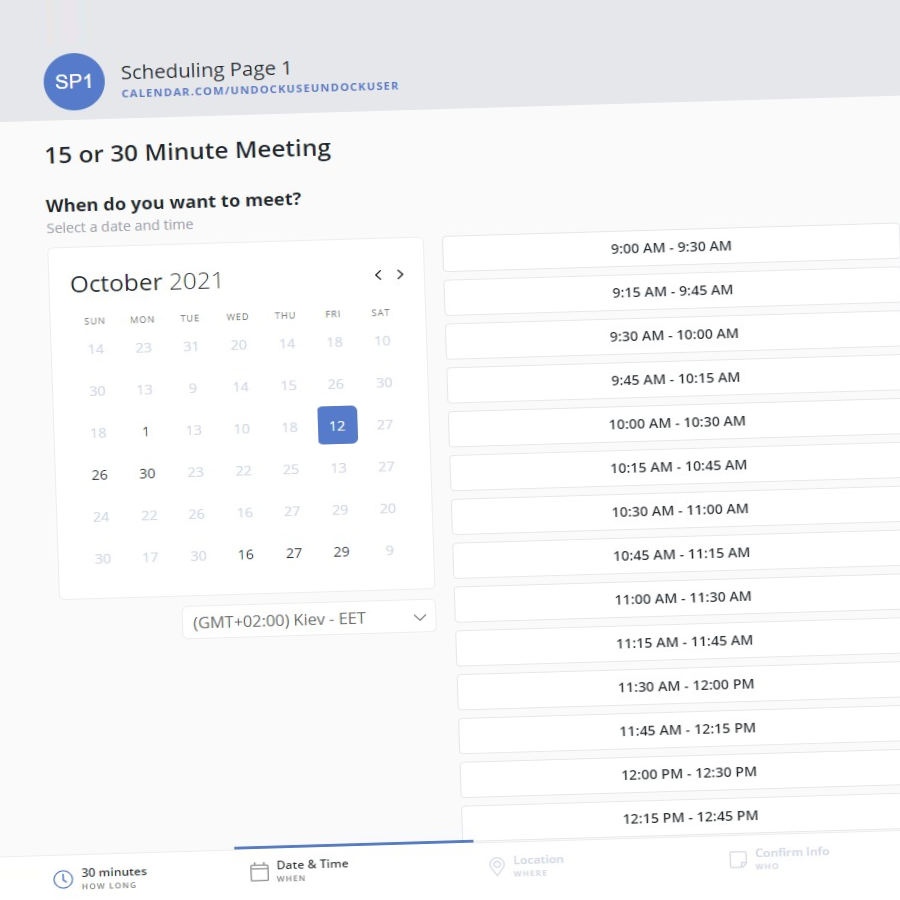 SP1
Scheduling Page 1
CALENDAR.COM/UNDOCKUSEUNDOCKUSER
15 or 30 Minute Meeting
When do you want to meet?
Select a date and time
October 2021
SUN MON TUE WED THU FRI SAT
14 23 31 20 14 18 10
30 13 9 14 15 26 30
18 1 13 10 18 12 27
26 30 23 22 25 13 27
24 22 26 16 27 29 20
30 17 30 16 27 29 9
(GMT+02:00) Kiev - EET
9:00 AM - 9:30 AM
9:15 AM - 9:45 AM
9:30 AM - 10:00 AM
9:45 AM - 10:15 AM
10:00 AM - 10:30 AM
10:15 AM - 10:45 AM
10:30 AM - 11:00 AM
10:45 AM - 11:15 AM
11:00 AM - 11:30 AM
11:15 AM - 11:45 AM
11:30 AM - 12:00 PM
11:45 AM - 12:15 PM
12:00 PM - 12:30 PM
12:15 PM - 12:45 PM
30 minutes
HOW LONG
Date & Time
WHEN
Location
WHERE
Confirm Info
WHO